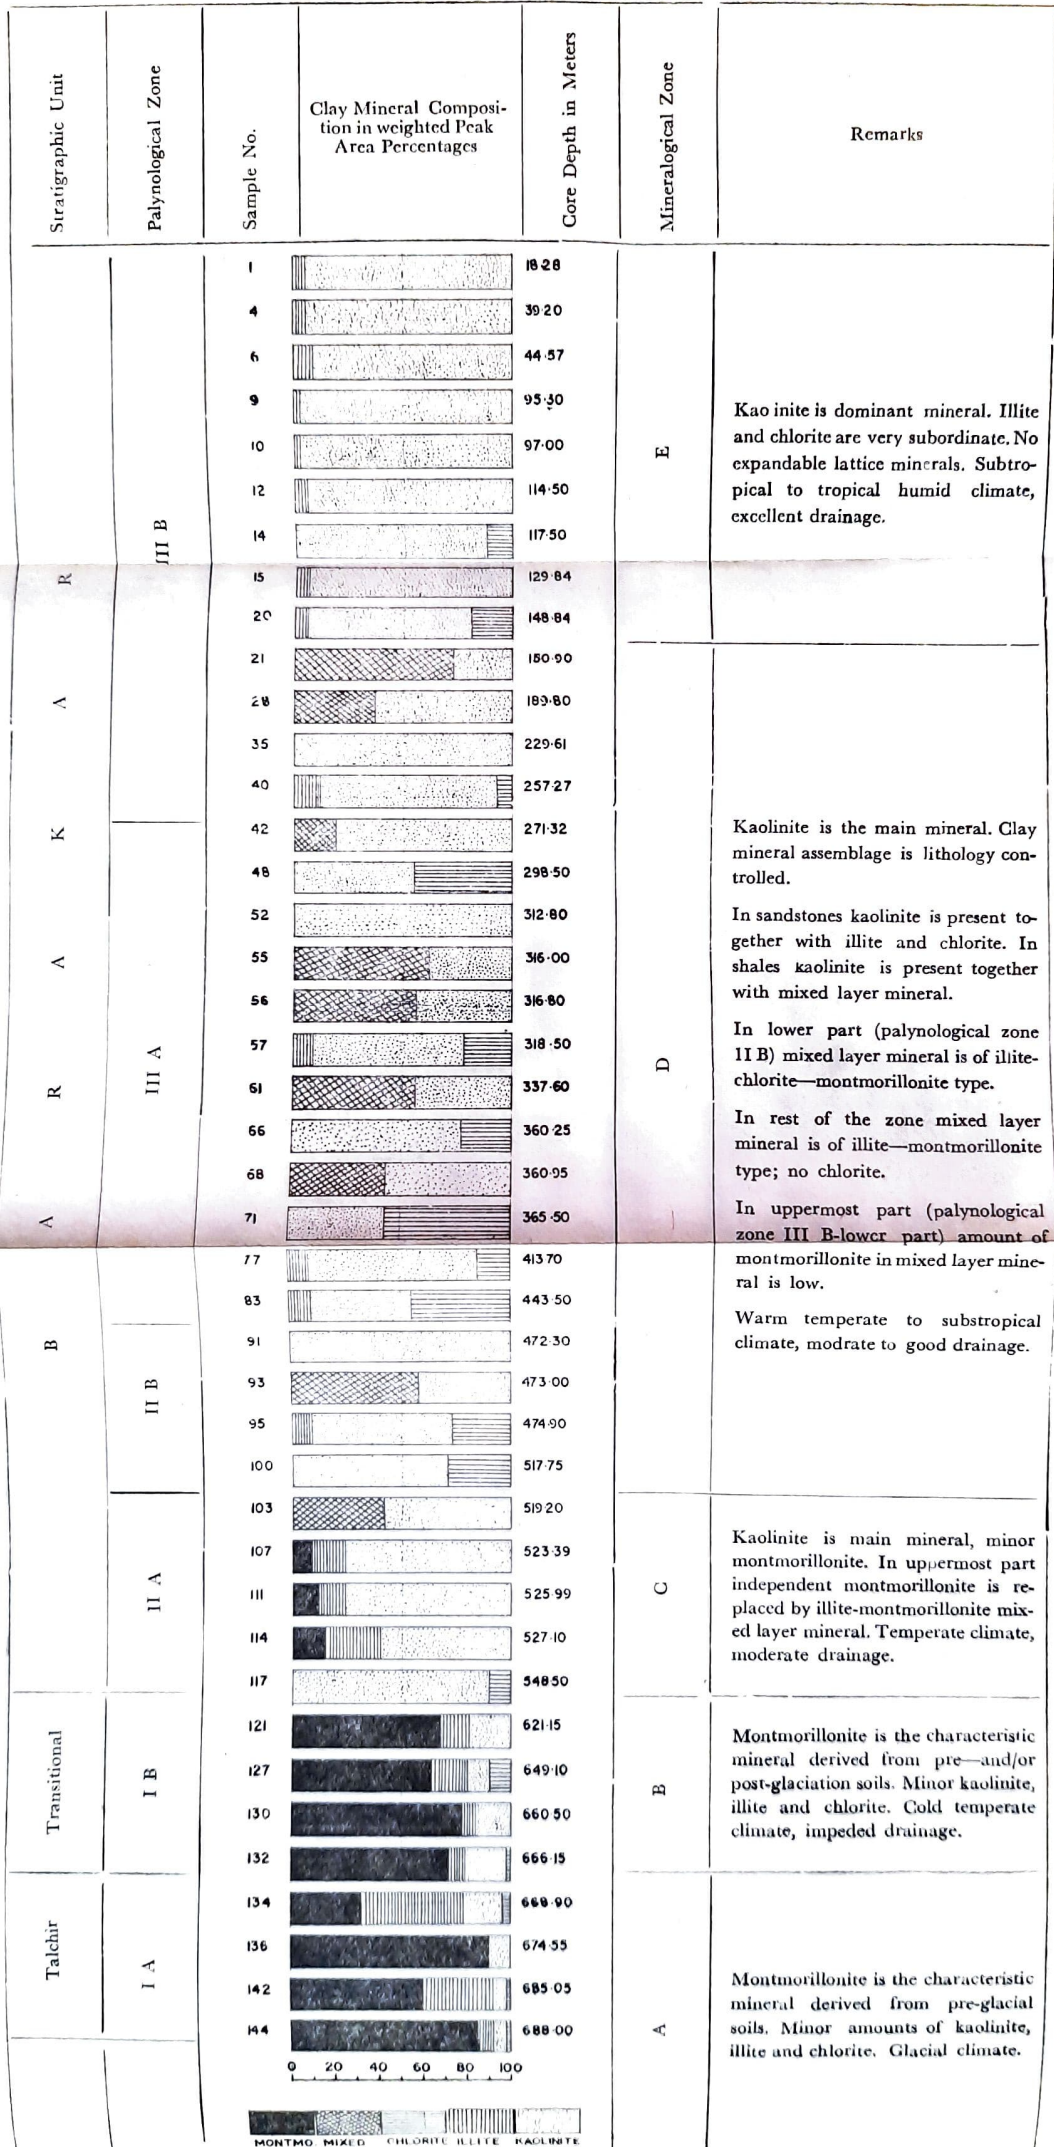 Stratigraphic Unit
Palynological Zone
Sample No.
Clay Mineral Composi-
tion in weighted Peak
Area Percentages
Core Depth in Meters
Mineralogical Zone
Remarks
1 18·28
4 39·20
6 44·57
9 95·30
10 97·00
12 114·50
14 117·50
15 129·84
20 148·84
21 150·90
28 189·80
35 229·61
40 257·27
42 271·32
48 298·50
52 312·80
55 316·00
56 316·80
57 318·50
61 337·60
66 360·25
68 360·95
71 365·50
77 41370
83 443·50
91 472·30
93 473·00
95 474·90
100 517·75
103 519·20
107 523·39
111 525·99
114 527·10
117 54850
121 621·15
127 649·10
130 660·50
132 666·15
134 668·90
136 674·55
142 685·05
144 688·00
0 20 40 60 80 100
MONTMO. MIXED CHLORITE ILLITE KAOLINITE
B A R A K A R
Transitional
Talchir
III B
III A
II B
II A
I B
I A
E
D
C
B
A
Kao inite is dominant mineral. Illite
and chlorite are very subordinate. No
expandable lattice minerals. Subtro-
pical to tropical humid climate,
excellent drainage.
Kaolinite is the main mineral. Clay
mineral assemblage is lithology con-
trolled.
In sandstones kaolinite is present to-
gether with illite and chlorite. In
shales kaolinite is present together
with mixed layer mineral.
In lower part (palynological zone
II B) mixed layer mineral is of illite-
chlorite—montmorillonite type.
In rest of the zone mixed layer
mineral is of illite—montmorillonite
type; no chlorite.
In uppermost part (palynological
zone III B-lower part) amount of
montmorillonite in mixed layer mine-
ral is low.
Warm temperate to substropical
climate, modrate to good drainage.
Kaolinite is main mineral, minor
montmorillonite. In uppermost part
independent montmorillonite is re-
placed by illite-montmorillonite mix-
ed layer mineral. Temperate climate,
moderate drainage.
Montmorillonite is the characteristic
mineral derived from pre—and/or
post-glaciation soils. Minor kaolinite,
illite and chlorite. Cold temperate
climate, impeded drainage.
Montmorillonite is the characteristic
mineral derived from pre-glacial
soils. Minor amounts of kaolinite,
illite and chlorite. Glacial climate.